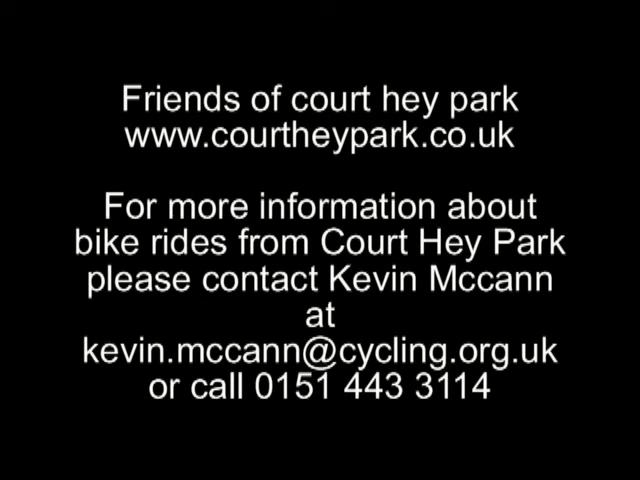 Friends of court hey park
www.courtheypark.co.uk
For more information about
bike rides from Court Hey Park
please contact Kevin Mccann
at
kevin.mccann@cycling.org.uk
or call 0151 443 3114